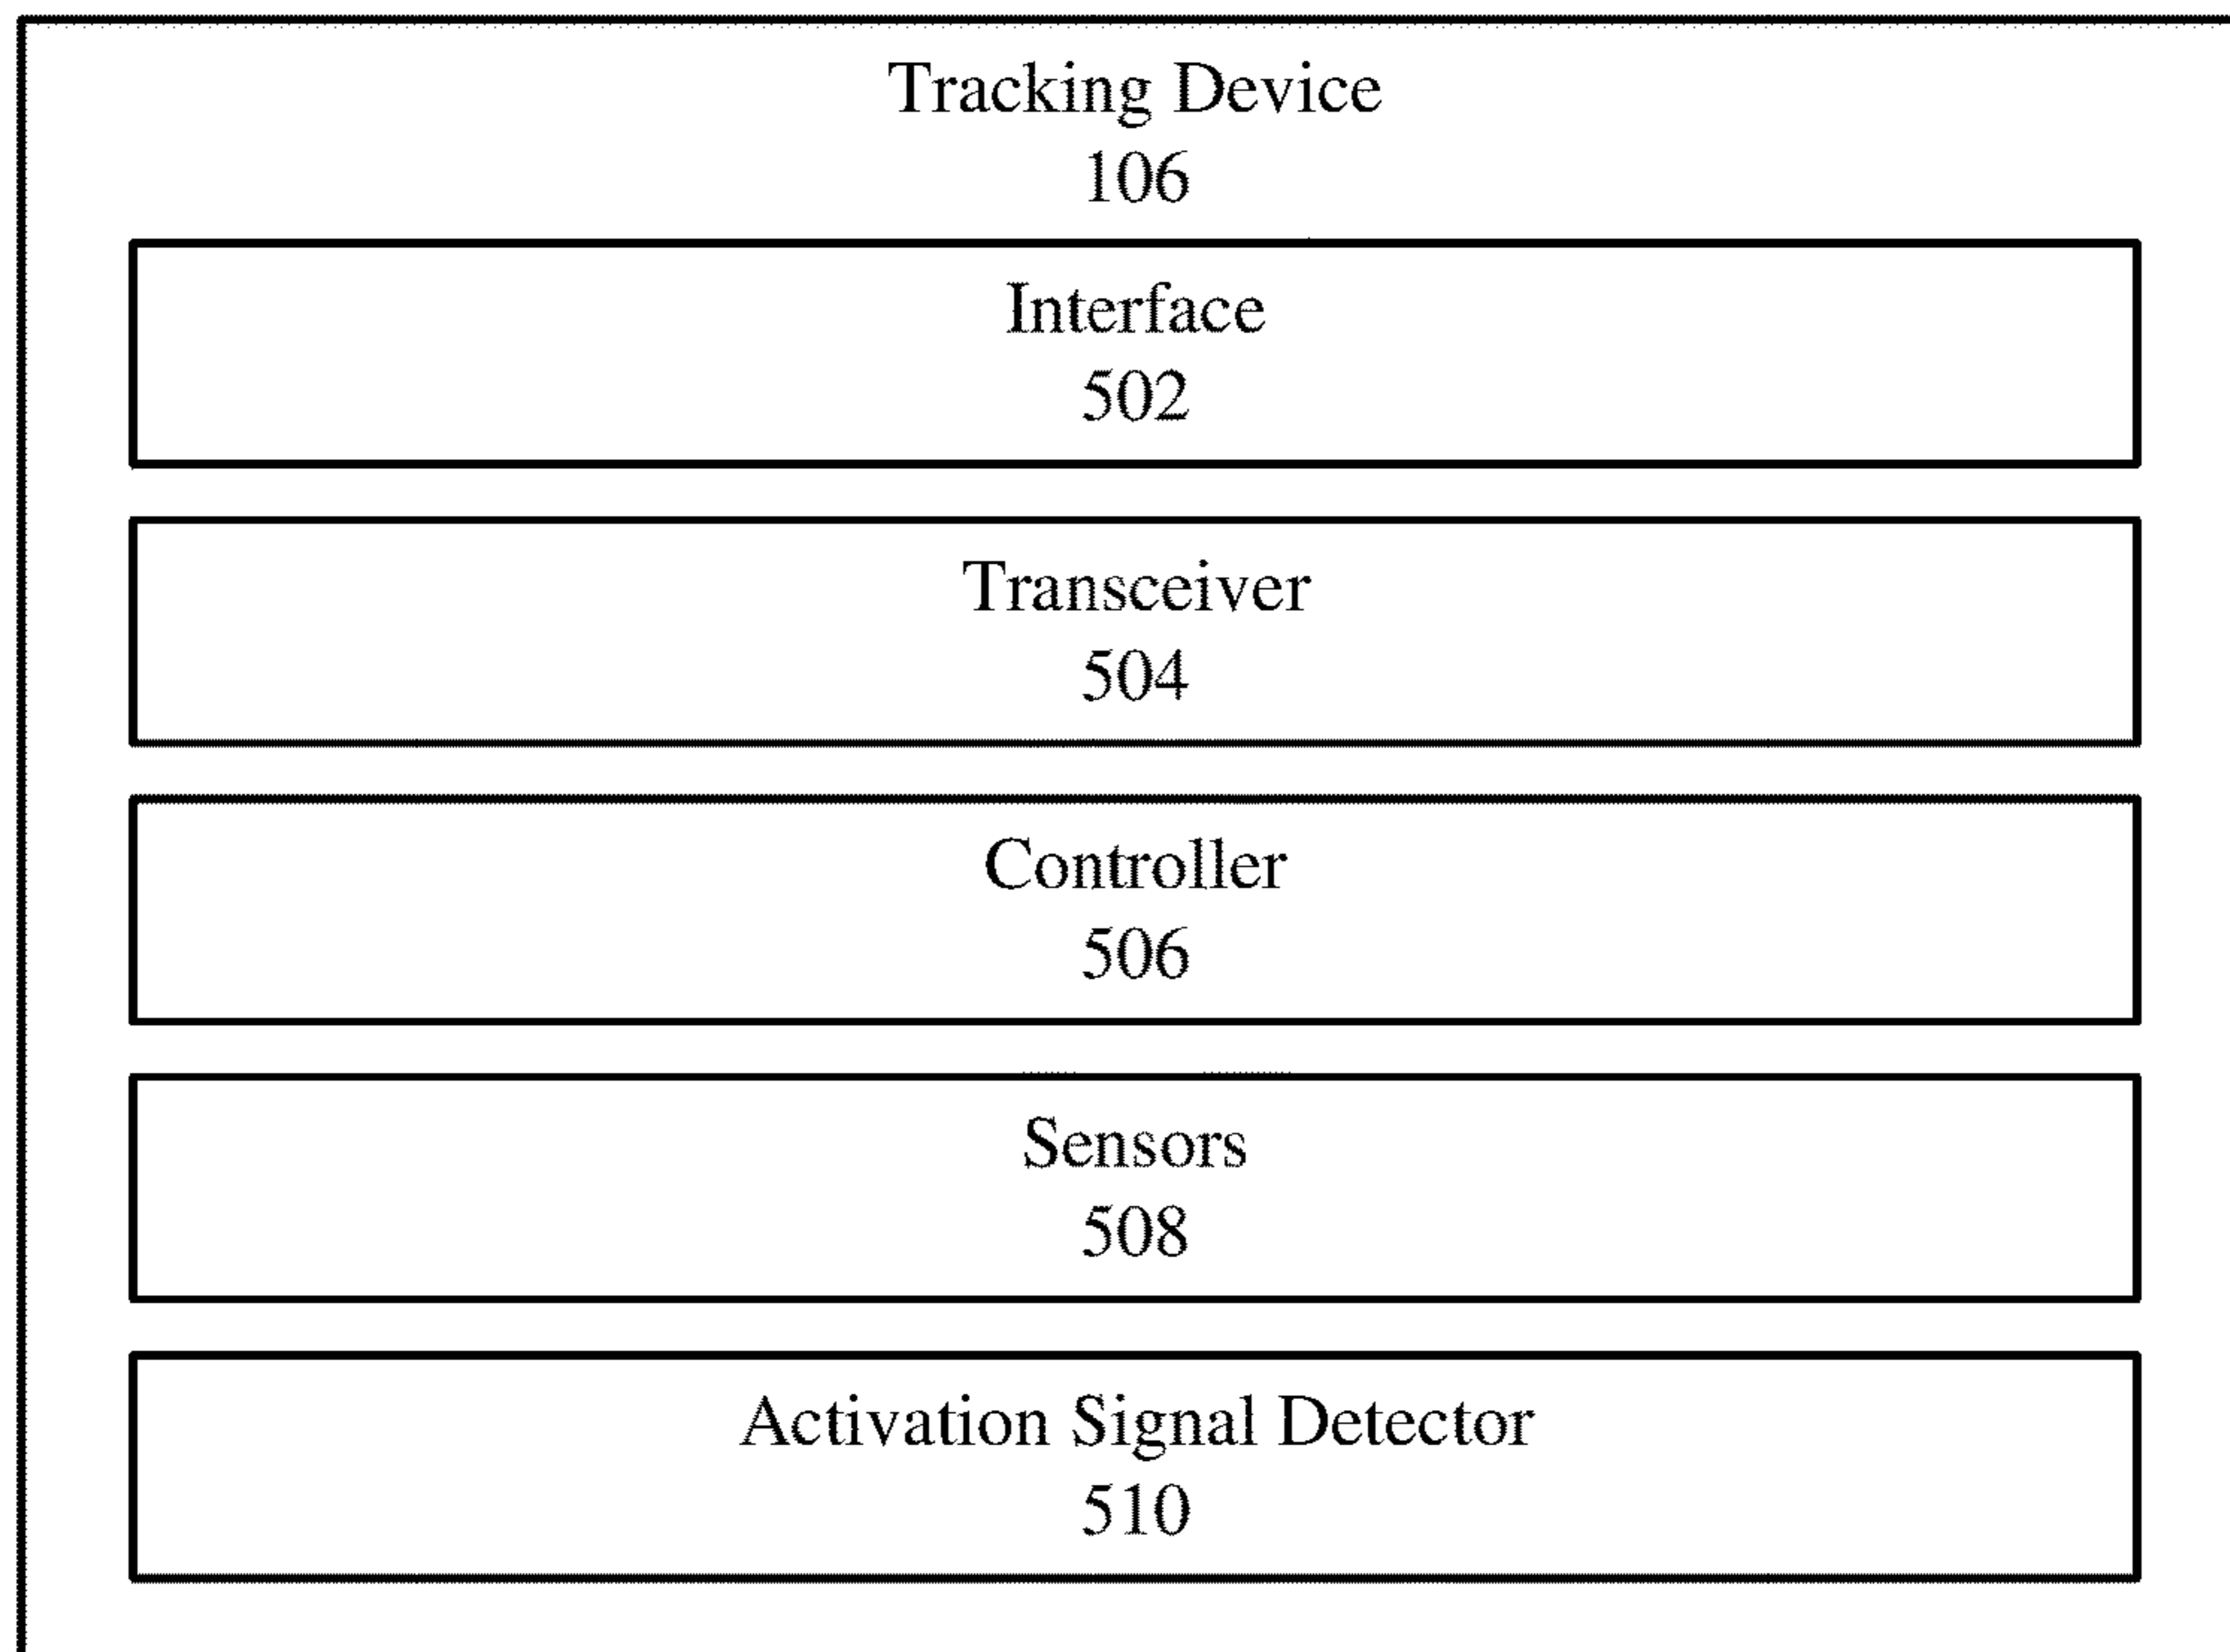 Tracking Device
106
Interface
502
Transceiver
504
Controller
506
Sensors
508
Activation Signal Detector
510